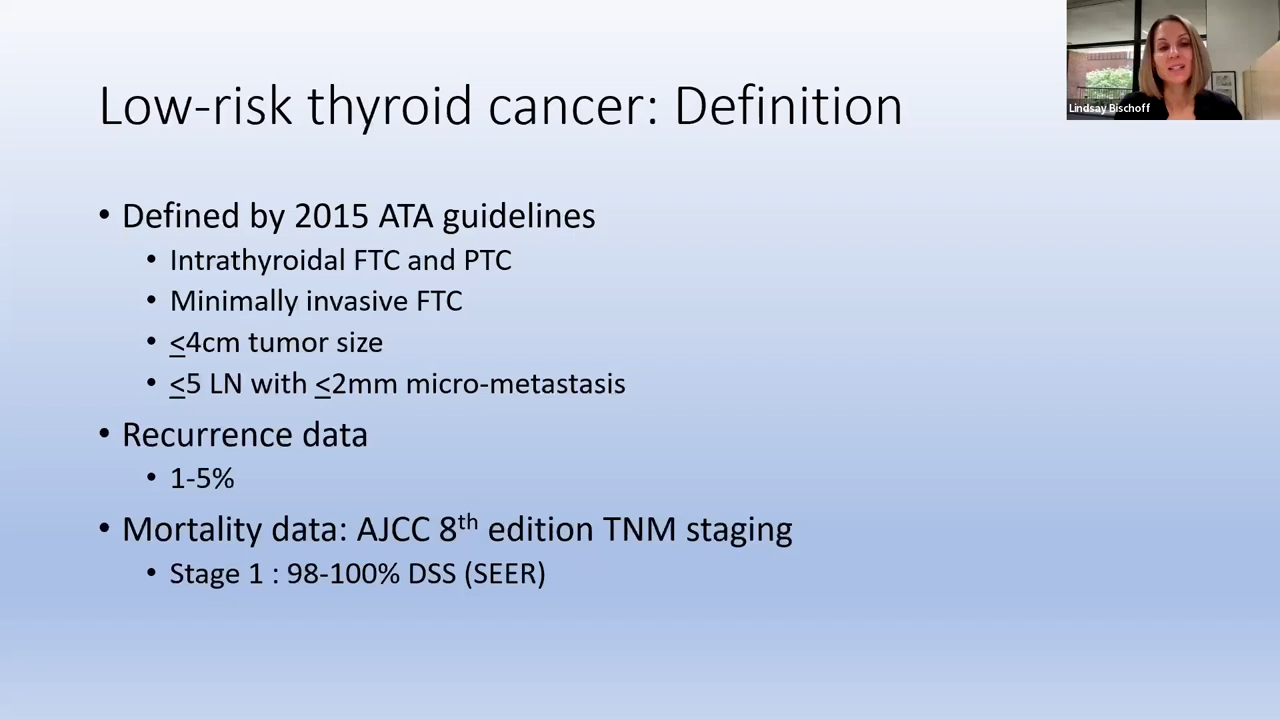 Low-risk thyroid cancer: Definition
Lindsay Bischoff
• Defined by 2015 ATA guidelines
• Intrathyroidal FTC and PTC
• Minimally invasive FTC
• <4cm tumor size
• <5 LN with <2mm micro-metastasis
• Recurrence data
• 1-5%
• Mortality data: AJCC 8th edition TNM staging
• Stage 1 : 98-100% DSS (SEER)